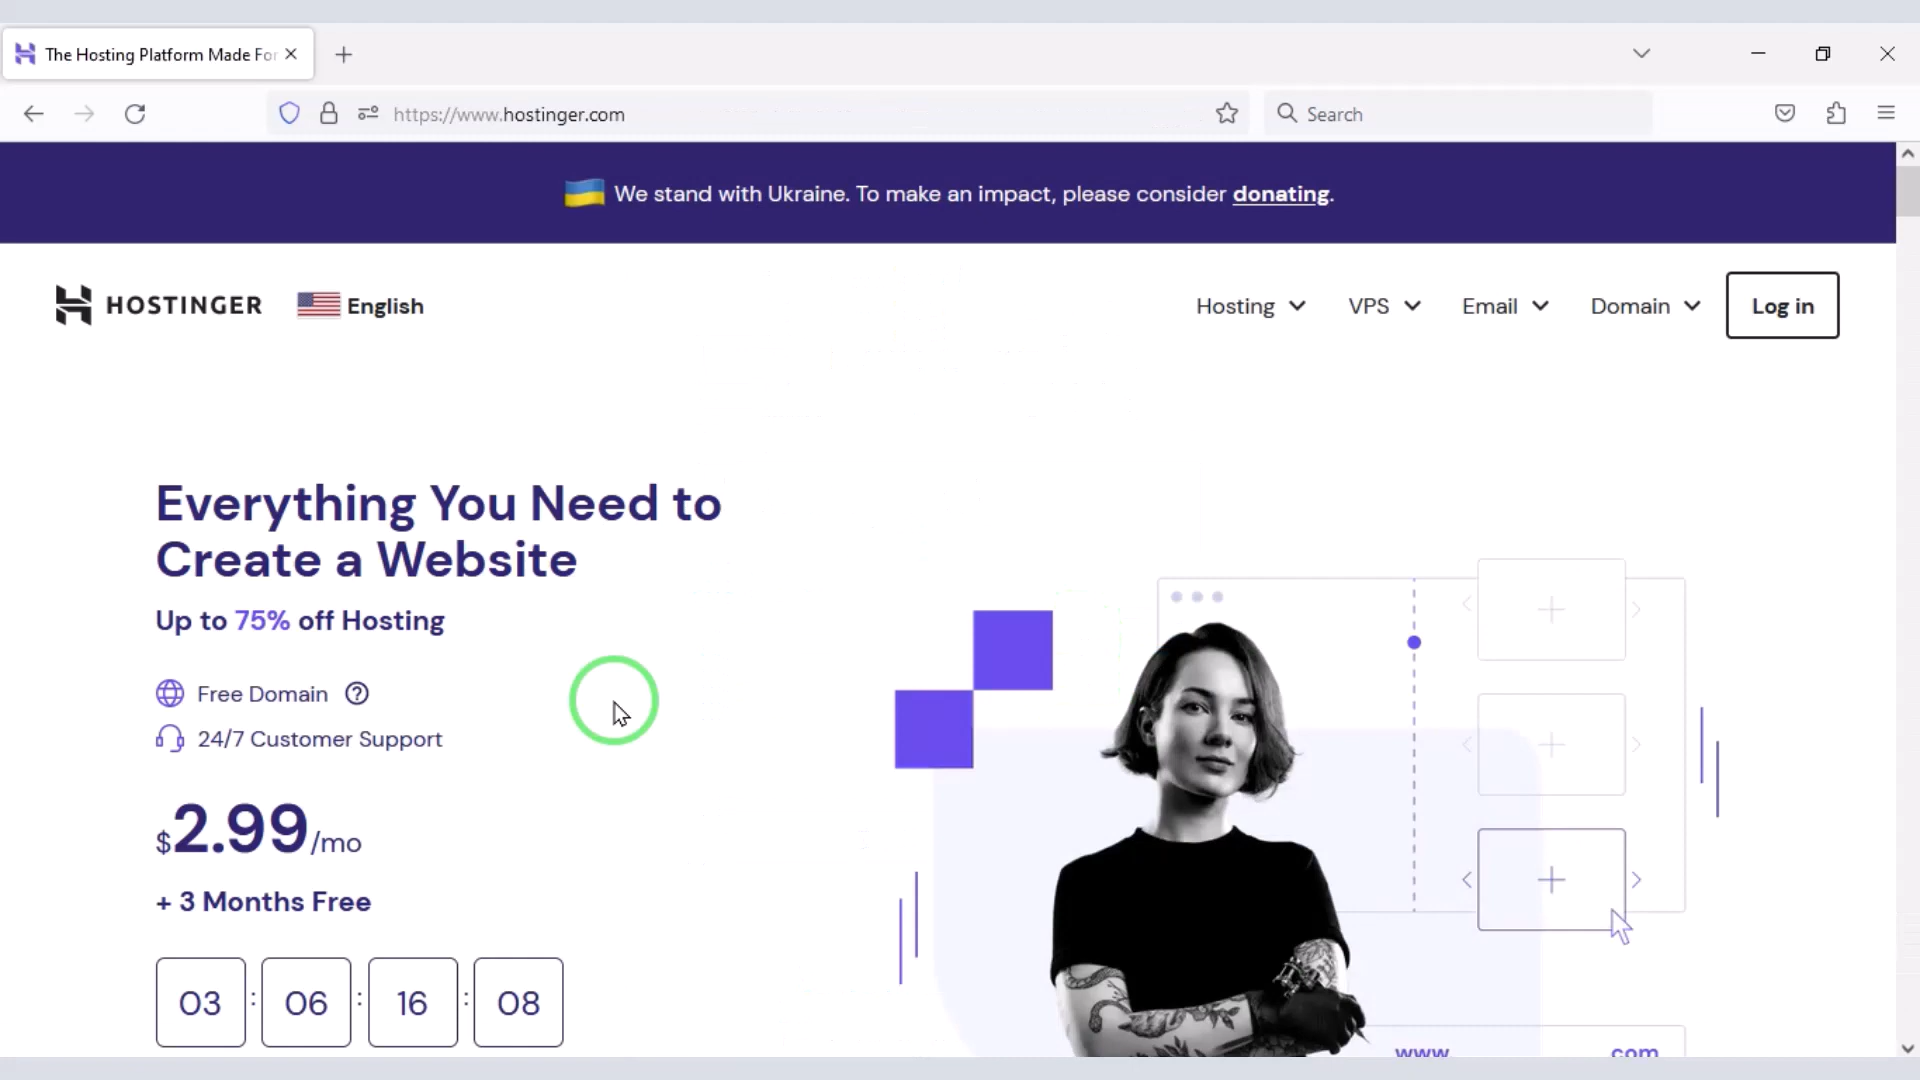 The Hosting Platform Made For
https://www.hostinger.com
Search
We stand with Ukraine. To make an impact, please consider donating.
HOSTINGER
English
Hosting
VPS
Email
Domain
Log in
Everything You Need to
Create a Website
Up to 75% off Hosting
Free Domain
24/7 Customer Support
$2.99/mo
+ 3 Months Free
03 : 06 : 16 : 08
www
com